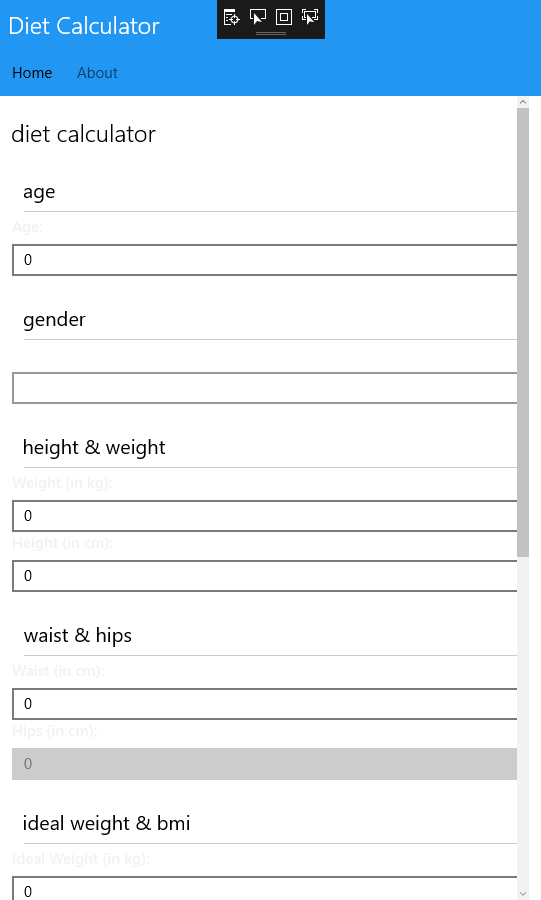 Diet Calculator
Home About
diet calculator
age
Age:
0
gender
height & weight
Weight (in kg):
0
Height (in cm):
0
waist & hips
Waist (in cm):
0
Hips (in cm):
0
ideal weight & bmi
Ideal Weight (in kg):
0